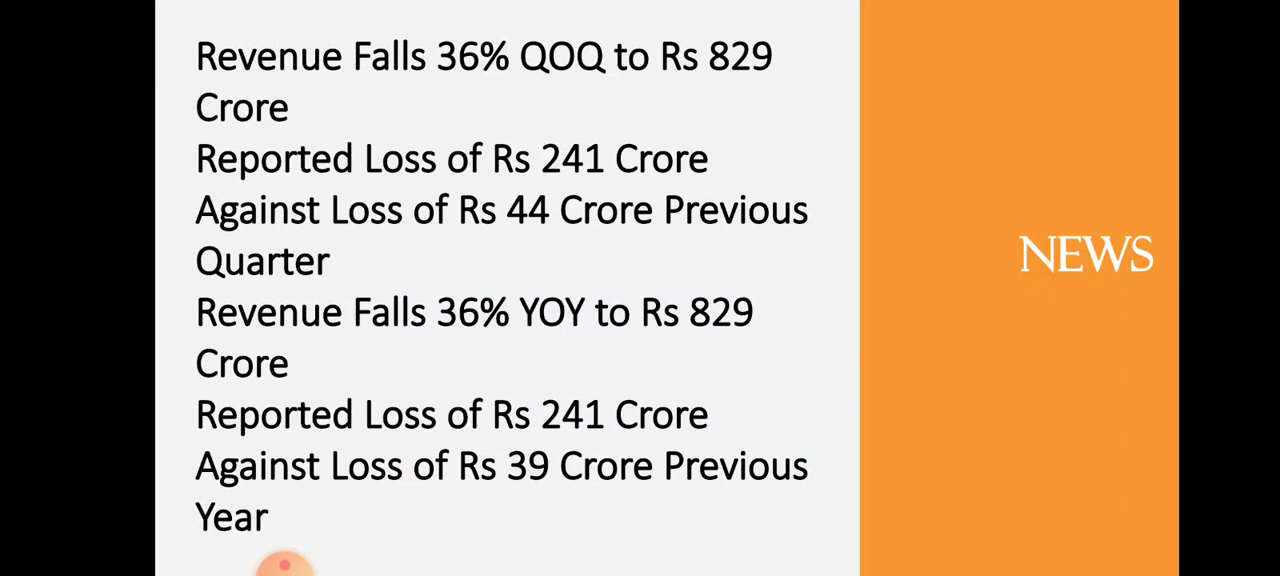 Revenue Falls 36% QOQ to Rs 829
Crore
Reported Loss of Rs 241 Crore
Against Loss of Rs 44 Crore Previous
Quarter
Revenue Falls 36% YOY to Rs 829
Crore
Reported Loss of Rs 241 Crore
Against Loss of Rs 39 Crore Previous
Year
NEWS